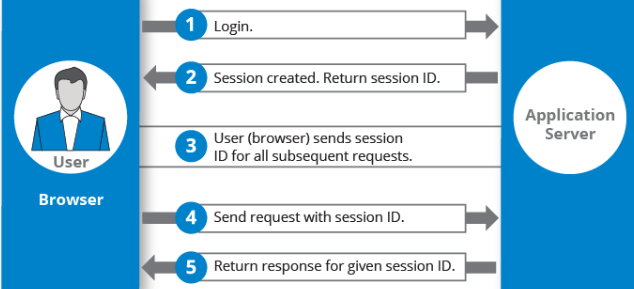 1 Login.
2 Session created. Return session ID.
3 User (browser) sends session
ID for all subsequent requests.
4 Send request with session ID.
5 Return response for given session ID.
User
Browser
Application
Server